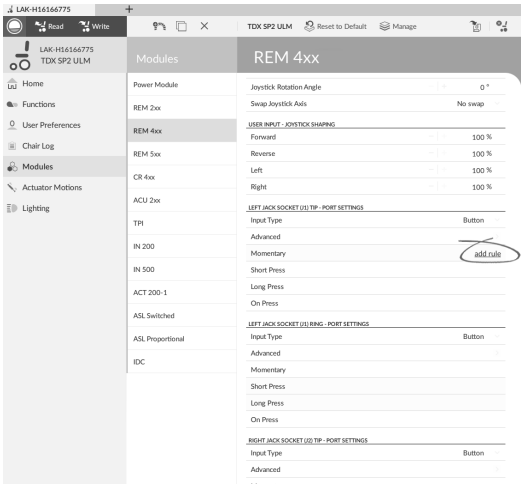 LAK-H16166775 +
Read Write TDX SP2 ULM Reset to Default Manage
LAK-H16166775
TDX SP2 ULM
Modules
REM 4xx
Home
Functions
User Preferences
Chair Log
Modules
Actuator Motions
Lighting
Power Module
REM 2xx
REM 4xx
REM 5xx
CR 4xx
ACU 2xx
TPI
IN 200
IN 500
ACT 200-1
ASL Switched
ASL Proportional
IDC
Joystick Rotation Angle 0 °
Swap Joystick Axis No swap
USER INPUT - JOYSTICK SHAPING
Forward 100 %
Reverse 100 %
Left 100 %
Right 100 %
LEFT JACK SOCKET (J1) TIP - PORT SETTINGS
Input Type Button
Advanced
Momentary add rule
Short Press
Long Press
On Press
LEFT JACK SOCKET (J1) RING - PORT SETTINGS
Input Type Button
Advanced
Momentary
Short Press
Long Press
On Press
RIGHT JACK SOCKET (J2) TIP - PORT SETTINGS
Input Type Button
Advanced